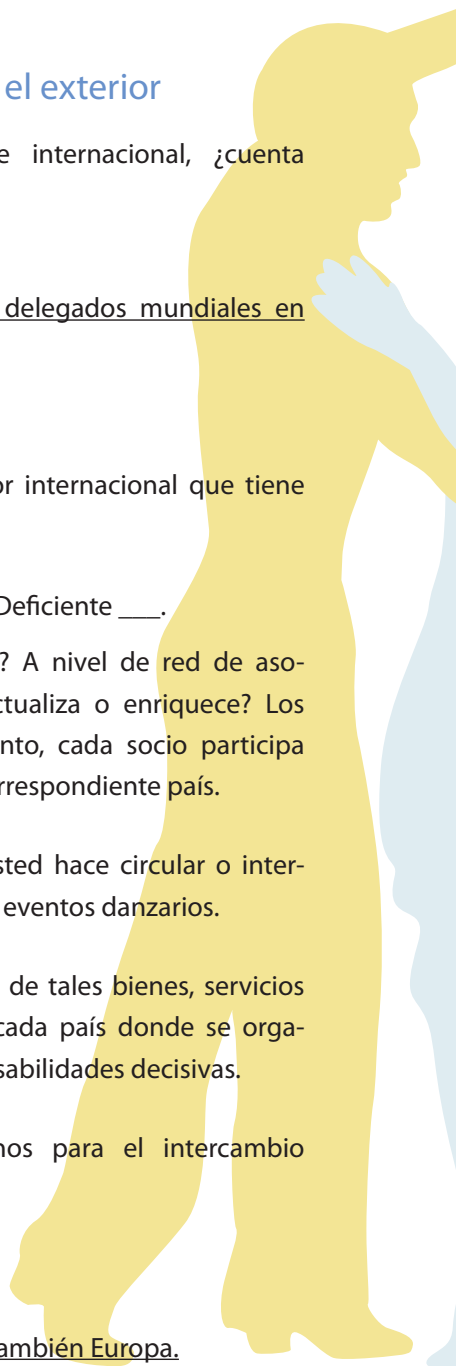 el exterior
e internacional, ¿cuenta
delegados mundiales en
or internacional que tiene
Deficiente ___.
? A nivel de red de aso-
ctualiza o enriquece? Los
nto, cada socio participa
rrespondiente país.
sted hace circular o inter-
eventos danzarios.
de tales bienes, servicios
cada país donde se orga-
sabilidades decisivas.
nos para el intercambio
ambién Europa.